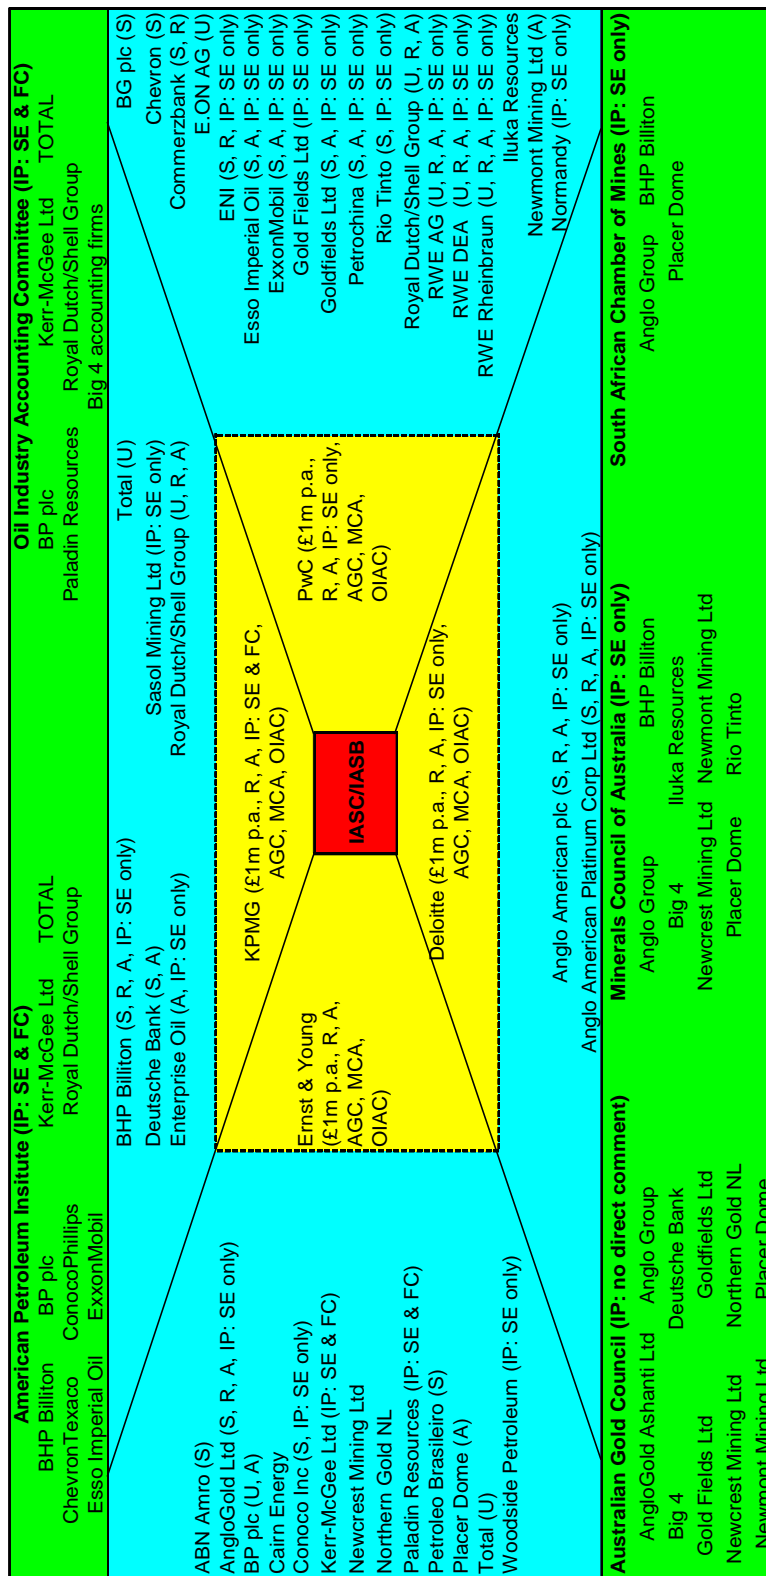 American Petroleum Insitute (IP: SE & FC)
BHP Billiton BP plc Kerr-McGee Ltd TOTAL
ChevronTexaco ConocoPhillips Royal Dutch/Shell Group
Esso Imperial Oil ExxonMobil
Oil Industry Accounting Committee (IP: SE & FC)
BP plc Kerr-McGee Ltd TOTAL
Paladin Resources Royal Dutch/Shell Group
Big 4 accounting firms
BHP Billiton (S, R, A, IP: SE only)
Deutsche Bank (S, A)
Enterprise Oil (A, IP: SE only)
Total (U)
Sasol Mining Ltd (IP: SE only)
Royal Dutch/Shell Group (U, R, A)
ABN Amro (S)
AngloGold Ltd (S, R, A, IP: SE only)
BP plc (U, A)
Cairn Energy
Conoco Inc (S, IP: SE only)
Kerr-McGee Ltd (IP: SE & FC)
Newcrest Mining Ltd
Northern Gold NL
Paladin Resources (IP: SE & FC)
Petroleo Brasileiro (S)
Placer Dome (A)
Total (U)
Woodside Petroleum (IP: SE only)
KPMG (£1m p.a., R, A, IP: SE & FC,
AGC, MCA, OIAC)
Ernst & Young
(£1m p.a., R, A,
AGC, MCA,
OIAC)
IASC/IASB
PwC (£1m p.a.,
R, A, IP: SE only,
AGC, MCA,
OIAC)
Deloitte (£1m p.a., R, A, IP: SE only,
AGC, MCA, OIAC)
BG plc (S)
Chevron (S)
Commerzbank (S, R)
E.ON AG (U)
ENI (S, R, IP: SE only)
Esso Imperial Oil (S, A, IP: SE only)
ExxonMobil (S, A, IP: SE only)
Gold Fields Ltd (IP: SE only)
Goldfields Ltd (S, A, IP: SE only)
Petrochina (S, A, IP: SE only)
Rio Tinto (S, IP: SE only)
Royal Dutch/Shell Group (U, R, A)
RWE AG (U, R, A, IP: SE only)
RWE DEA (U, R, A, IP: SE only)
RWE Rheinbraun (U, R, A, IP: SE only)
Iluka Resources
Newmont Mining Ltd (A)
Normandy (IP: SE only)
Anglo American plc (S, R, A, IP: SE only)
Anglo American Platinum Corp Ltd (S, R, A, IP: SE only)
Australian Gold Council (IP: no direct comment)
AngloGold Ashanti Ltd Anglo Group
Big 4 Deutsche Bank
Gold Fields Ltd Goldfields Ltd
Newcrest Mining Ltd Northern Gold NL
Newmont Mining Ltd Placer Dome
Minerals Council of Australia (IP: SE only)
Anglo Group BHP Billiton
Big 4 Iluka Resources
Newcrest Mining Ltd Newmont Mining Ltd
Placer Dome Rio Tinto
South African Chamber of Mines (IP: SE only)
Anglo Group BHP Billiton
Placer Dome